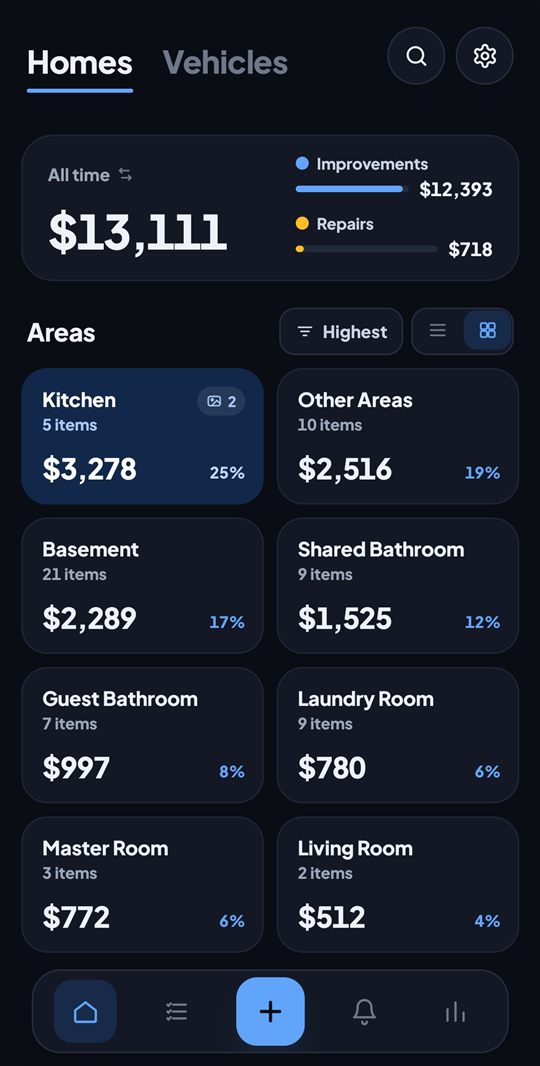 Homes Vehicles
All time
$13,111
Improvements
$12,393
Repairs
$718
Areas
Highest
Kitchen
2
5 items
$3,278 25%
Other Areas
10 items
$2,516 19%
Basement
21 items
$2,289 17%
Shared Bathroom
9 items
$1,525 12%
Guest Bathroom
7 items
$997 8%
Laundry Room
9 items
$780 6%
Master Room
3 items
$772 6%
Living Room
2 items
$512 4%